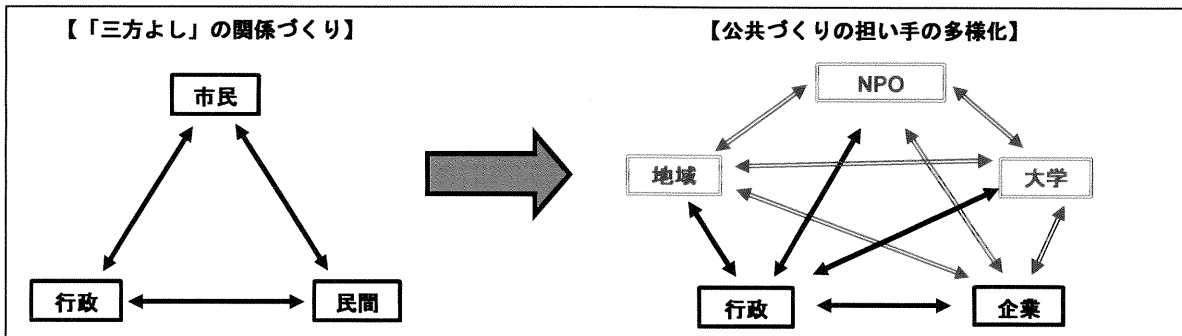 【「三方よし」の関係づくり】
市民
行政
民間
【公共づくりの担い手の多様化】
NPO
地域
大学
行政
企業